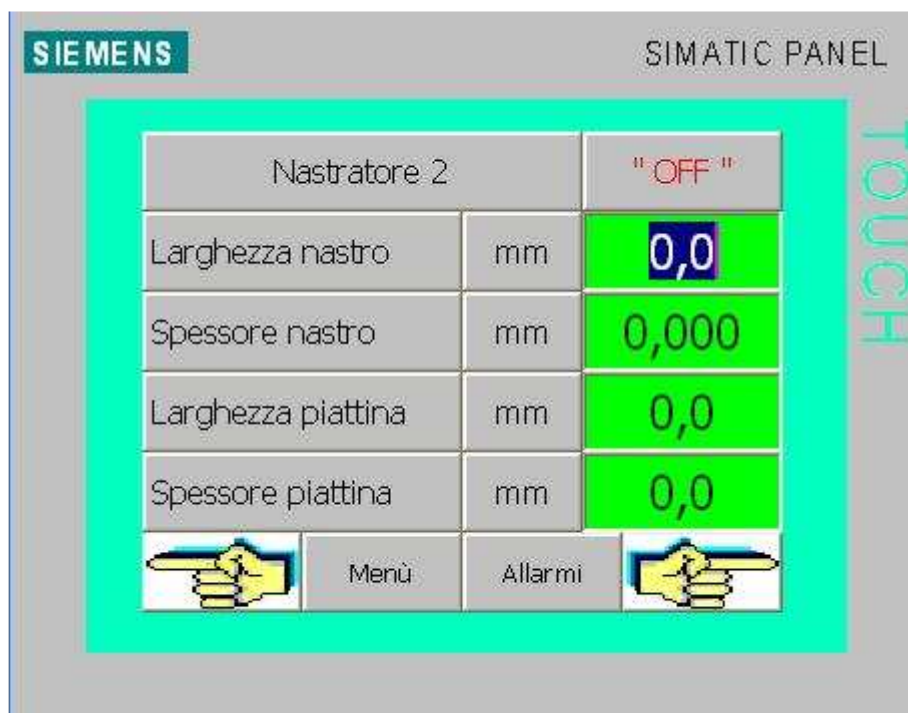 SIEMENS
SIMATIC PANEL
TOUCH
Nastratore 2 " OFF "
Larghezza nastro mm 0,0
Spessore nastro mm 0,000
Larghezza piattina mm 0,0
Spessore piattina mm 0,0
Menù Allarmi